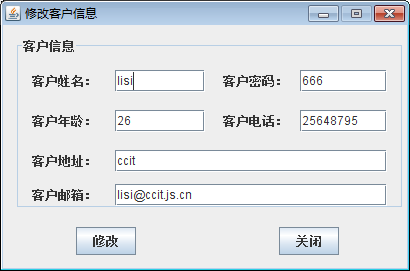 修改客户信息
客户信息
客户姓名： lisi 客户密码： 666
客户年龄： 26 客户电话： 25648795
客户地址： ccit
客户邮箱： lisi@ccit.js.cn
修改 关闭